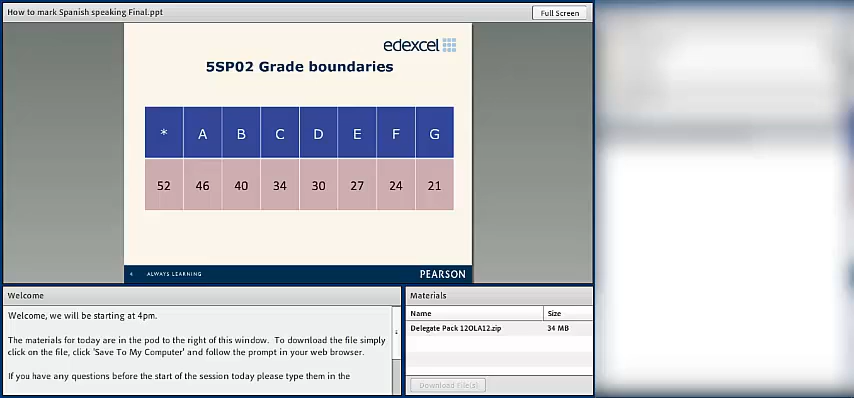 How to mark Spanish speaking Final.ppt
Full Screen
edexcel
5SP02 Grade boundaries
* A B C D E F G
52 46 40 34 30 27 24 21
ALWAYS LEARNING
PEARSON
Welcome
Welcome, we will be starting at 4pm.
The materials for today are in the pod to the right of this window. To download the file simply
click on the file, click 'Save To My Computer' and follow the prompt in your web browser.
If you have any questions before the start of the session today please type them in the
Materials
Name Size
Delegate Pack 12OLA12.zip 34 MB
Download File(s)